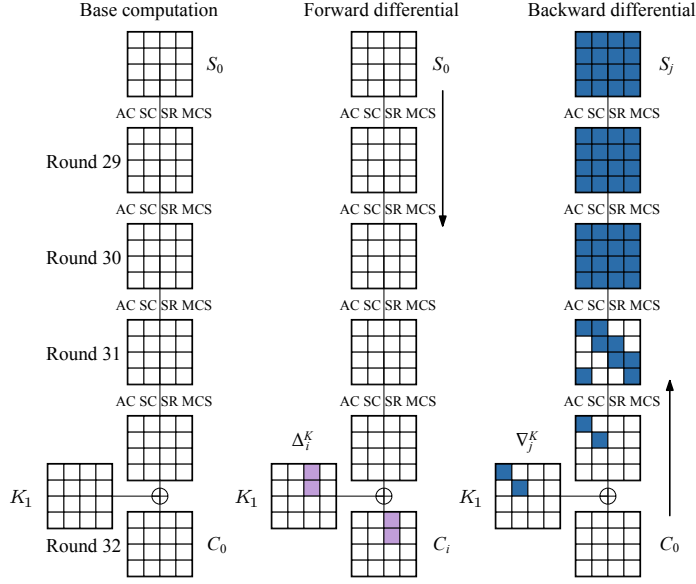 Base computation Forward differential Backward differential
S₀ S₀ Sⱼ
AC SC SR MCS AC SC SR MCS AC SC SR MCS
Round 29
AC SC SR MCS AC SC SR MCS AC SC SR MCS
Round 30
AC SC SR MCS AC SC SR MCS AC SC SR MCS
Round 31
AC SC SR MCS AC SC SR MCS AC SC SR MCS
Δᵢᴷ ∇ⱼᴷ
K₁ ⊕ K₁ ⊕ K₁ ⊕
Round 32 C₀ Cᵢ C₀